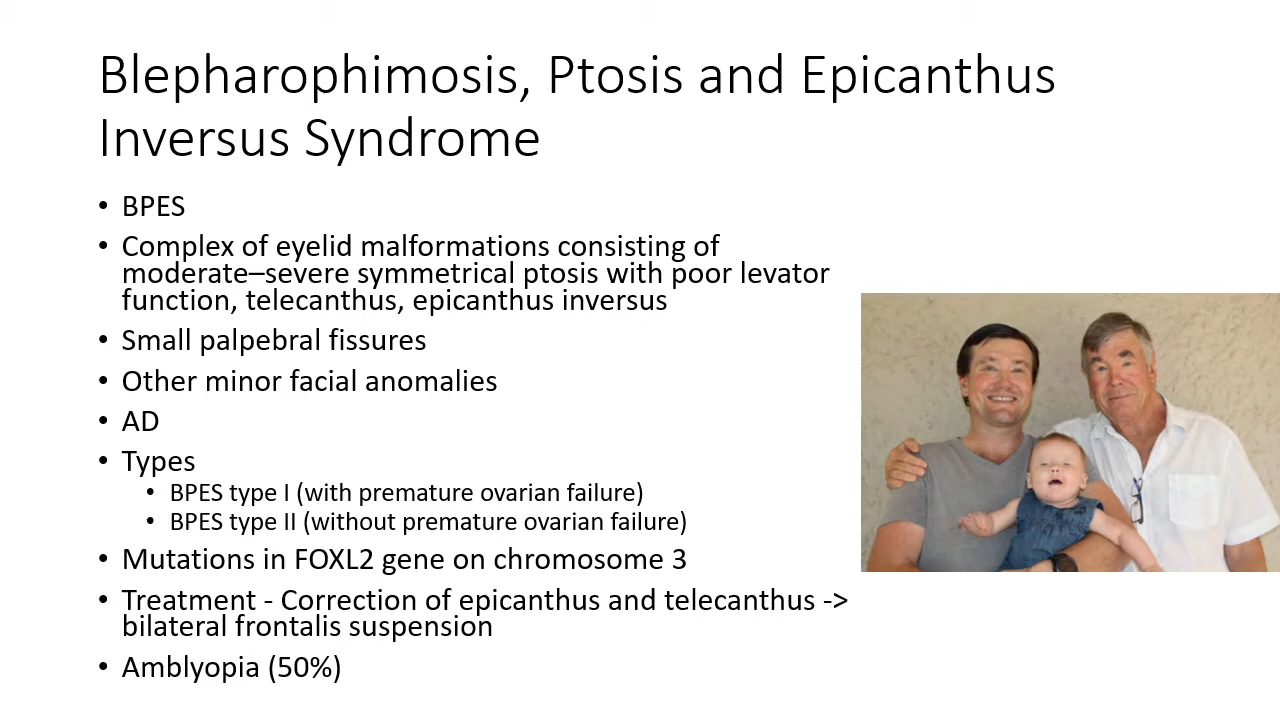 Blepharophimosis, Ptosis and Epicanthus
Inversus Syndrome
• BPES
• Complex of eyelid malformations consisting of
moderate–severe symmetrical ptosis with poor levator
function, telecanthus, epicanthus inversus
• Small palpebral fissures
• Other minor facial anomalies
• AD
• Types
• BPES type I (with premature ovarian failure)
• BPES type II (without premature ovarian failure)
• Mutations in FOXL2 gene on chromosome 3
• Treatment - Correction of epicanthus and telecanthus ->
bilateral frontalis suspension
• Amblyopia (50%)